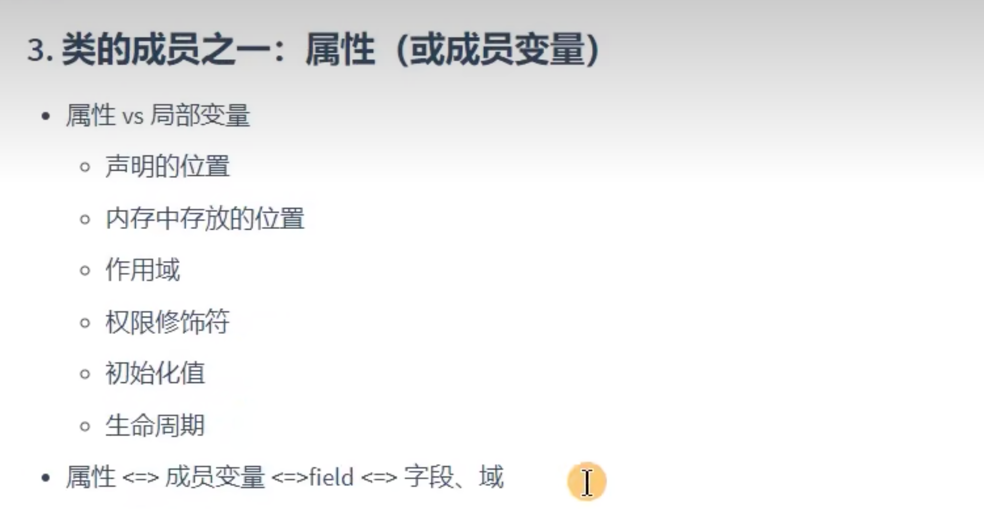 3. 类的成员之一：属性（或成员变量）
• 属性 vs 局部变量
◦ 声明的位置
◦ 内存中存放的位置
◦ 作用域
◦ 权限修饰符
◦ 初始化值
◦ 生命周期
• 属性 <=> 成员变量 <=>field <=> 字段、域